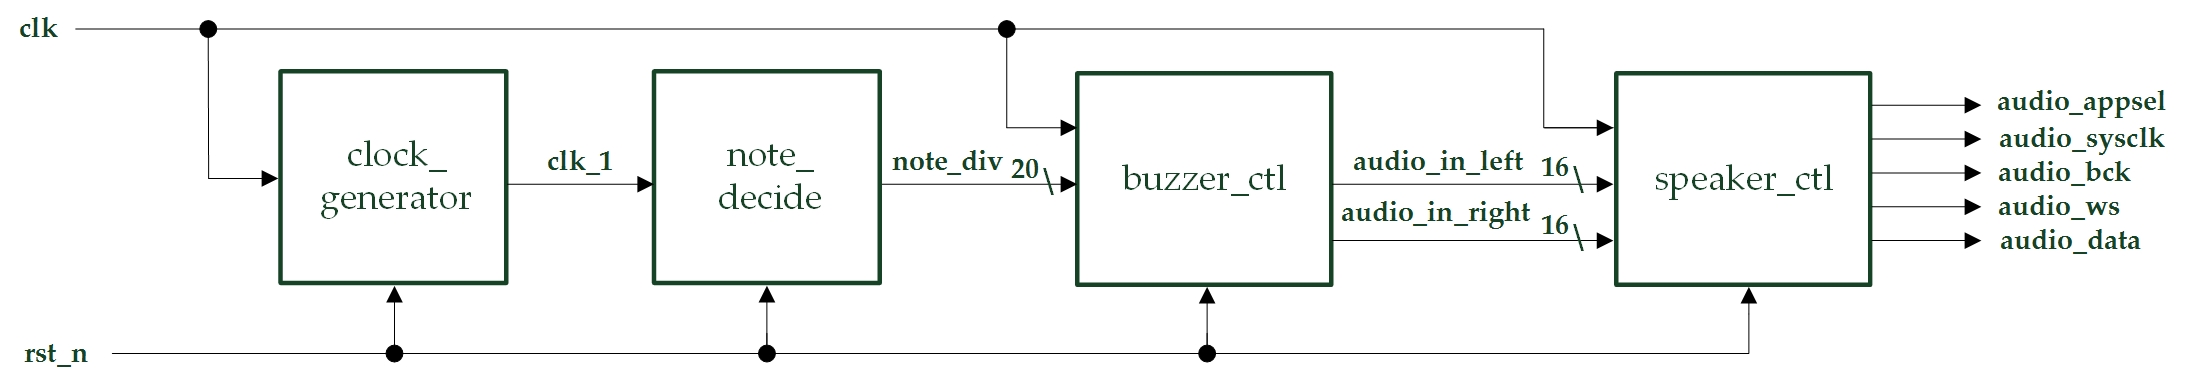 clk
clock_
generator
clk_1
note_
decide
note_div 20
buzzer_ctl
audio_in_left 16
audio_in_right 16
speaker_ctl
audio_appsel
audio_sysclk
audio_bck
audio_ws
audio_data
rst_n